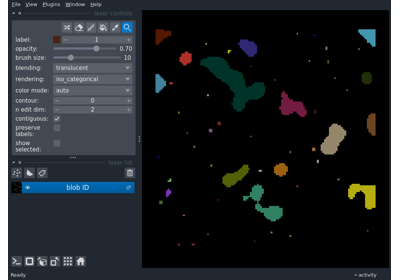 File View Plugins Window Help
layer controls
label: 1
opacity: 0.70
brush size: 10
blending: translucent
rendering: iso_categorical
color mode: auto
contour: 0
n edit dim: 2
contiguous:
preserve
labels:
show
selected:
layer list
blob ID
Ready
activity